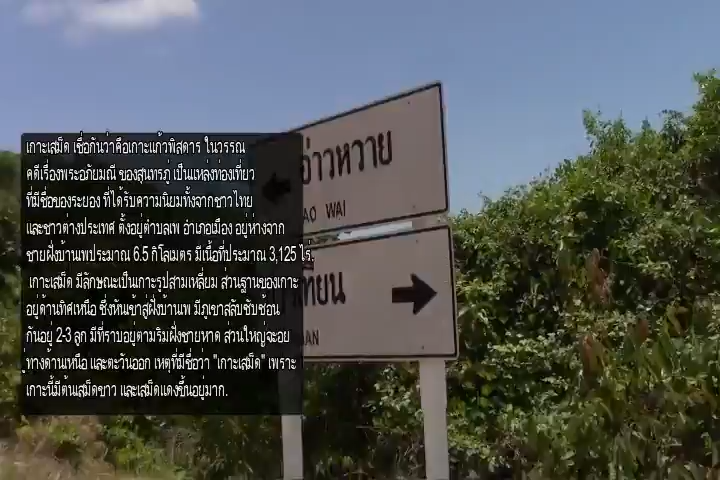 เกาะเสม็ด เชื่อกันว่าคือเกาะแก้วพิสดาร ในวรรณ
คดีเรื่องพระอภัยมณี ของสุนทรภู่ เป็นแหล่งท่องเที่ยว
ที่มีชื่อของระยอง ที่ได้รับความนิยมทั้งจากชาวไทย
และชาวต่างประเทศ ตั้งอยู่ตำบลเพ อำเภอเมือง อยู่ห่างจาก
ชายฝั่งบ้านเพประมาณ 6.5 กิโลเมตร มีเนื้อที่ประมาณ 3,125 ไร่.
เกาะเสม็ด มีลักษณะเป็นเกาะรูปสามเหลี่ยม ส่วนฐานของเกาะ
อยู่ด้านทิศเหนือ ซึ่งหันเข้าสู่ฝั่งบ้านเพ มีภูเขาสลับซับซ้อน
กันอยู่ 2-3 ลูก มีที่ราบอยู่ตามริมฝั่งชายหาด ส่วนใหญ่จะอย
ู่ทางด้านเหนือ และตะวันออก เหตุที่มีชื่อว่า "เกาะเสม็ด" เพราะ
เกาะนี้มีต้นเสม็ดขาว และเสม็ดแดงขึ้นอยู่มาก.
อ่าวหวาย
AO WAI
เทียน